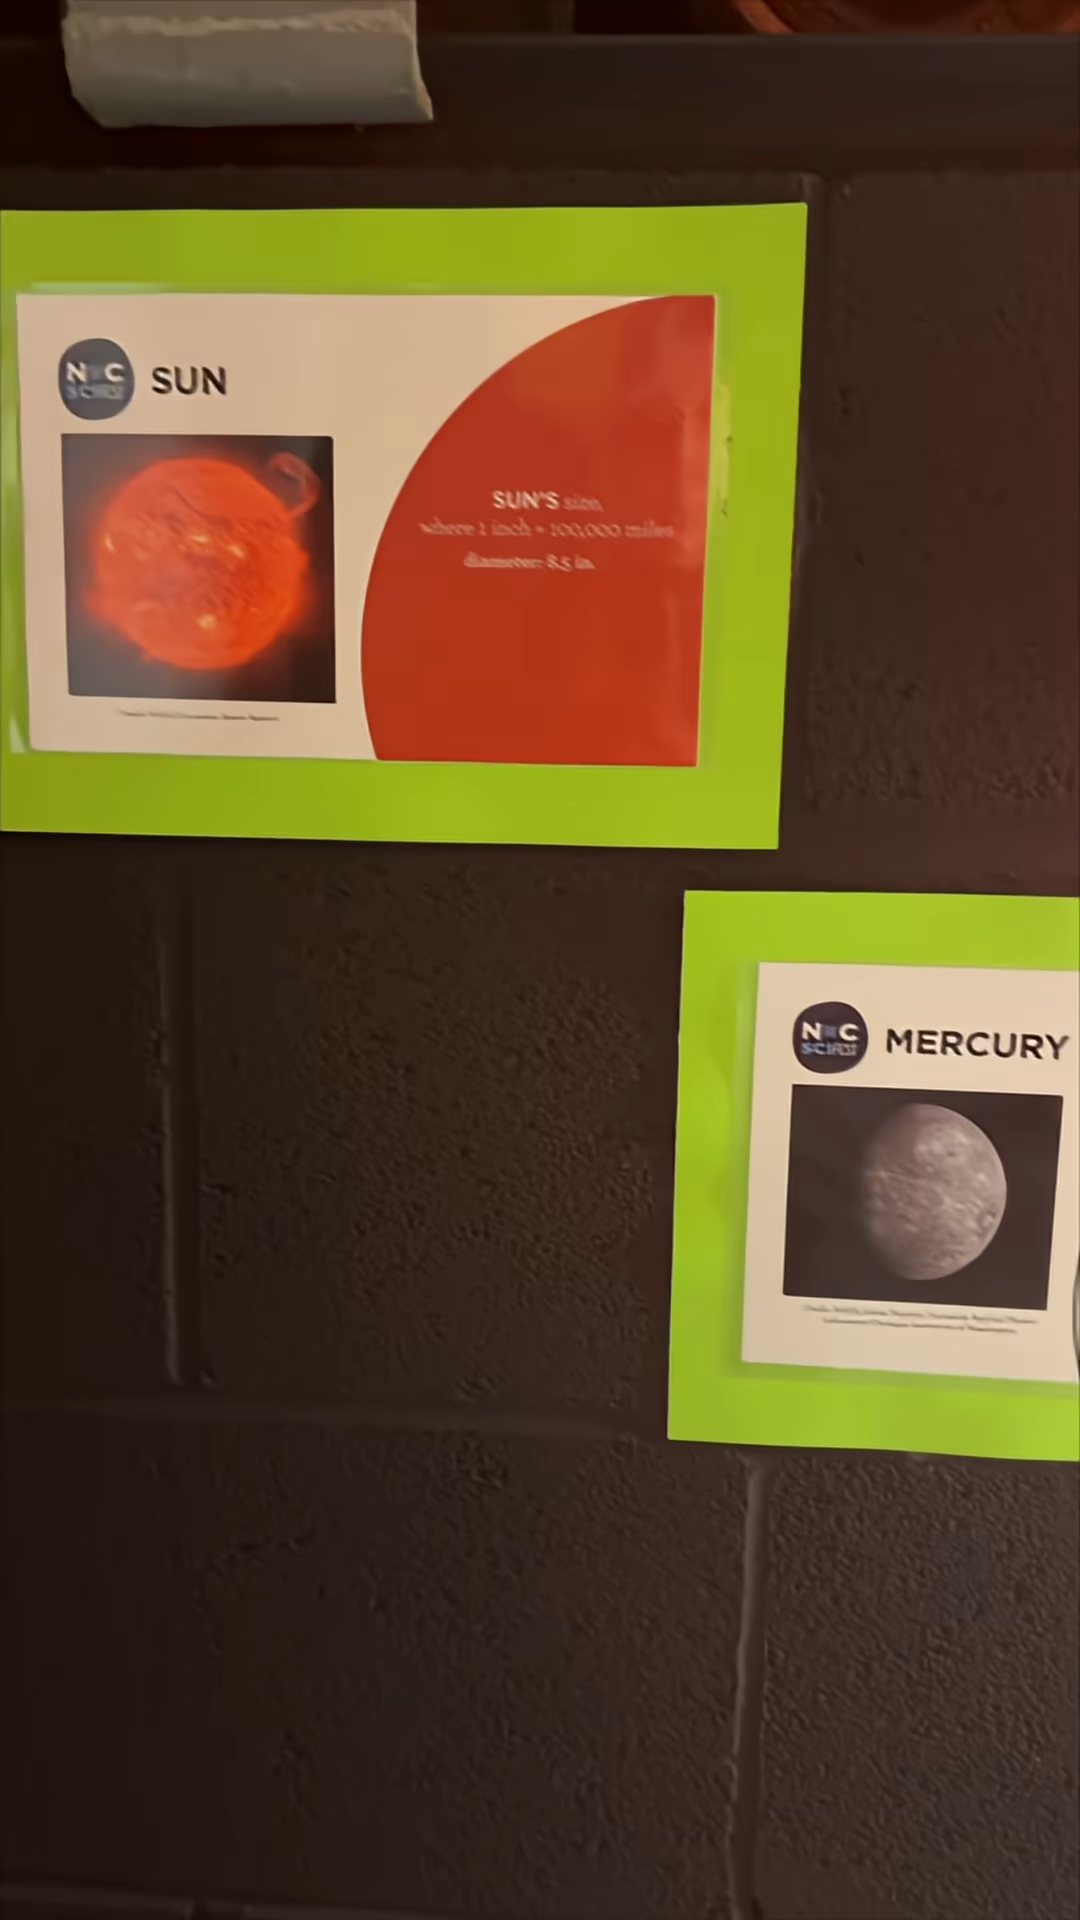 N C
SCIFEST
SUN
SUN'S size,
where 1 inch = 100,000 miles
diameter: 8.5 in.
N C
SCIFEST
MERCURY